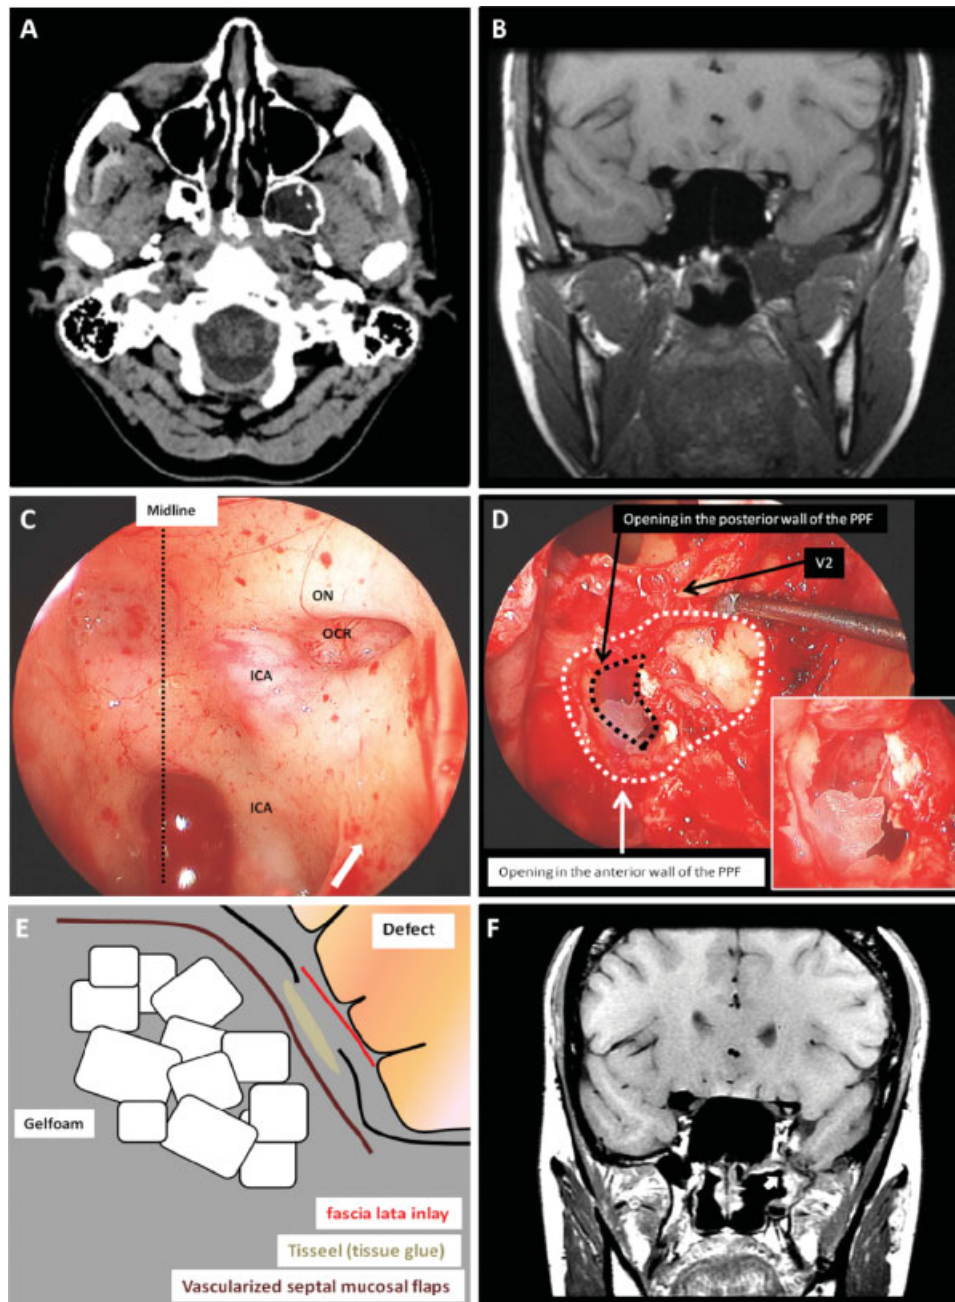 A
B
C
Midline
ON
OCR
ICA
ICA
D
Opening in the posterior wall of the PPF
V2
Opening in the anterior wall of the PPF
E
Defect
Gelfoam
fascia lata inlay
Tisseel (tissue glue)
Vascularized septal mucosal flaps
F